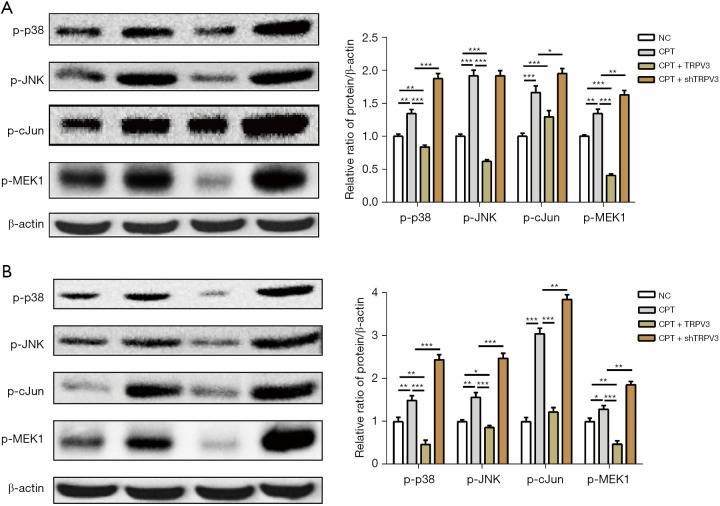 A
p-p38
p-JNK
p-cJun
p-MEK1
β-actin
Relative ratio of protein/β-actin
2.5
2.0
1.5
1.0
0.5
0.0
** ** *** ***
*** *** ***
*** *** *** *
*** ** *** **
p-p38 p-JNK p-cJun p-MEK1
NC
CPT
CPT + TRPV3
CPT + shTRPV3
B
p-p38
p-JNK
p-cJun
p-MEK1
β-actin
Relative ratio of protein/β-actin
4
3
2
1
0
** ** *** ***
* ** *** ***
*** *** **
** * *** **
p-p38 p-JNK p-cJun p-MEK1
NC
CPT
CPT + TRPV3
CPT + shTRPV3